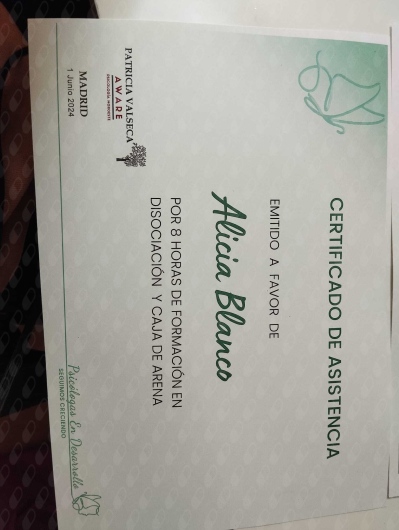 CERTIFICADO DE ASISTENCIA
EMITIDO A FAVOR DE
Alicia Blanco
POR 8 HORAS DE FORMACIÓN EN
DISOCIACIÓN Y CAJA DE ARENA
PATRICIA VALSECA
AWARE
MADRID
1 Junio 2024
Psicólogas En Desarrollo
SEGUIMOS CRECIENDO